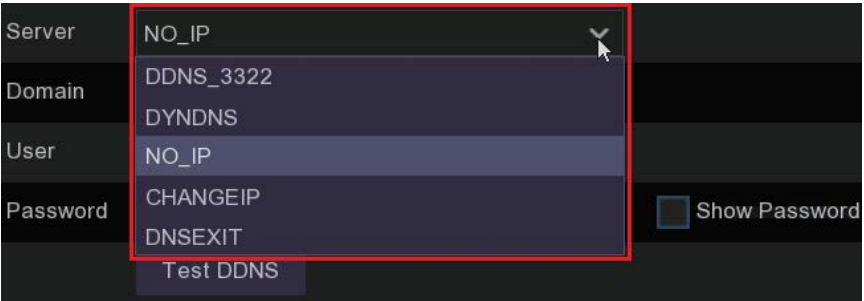 Server NO_IP
DDNS_3322
Domain
DYNDNS
User NO_IP
CHANGEIP
Password Show Password
DNSEXIT
Test DDNS